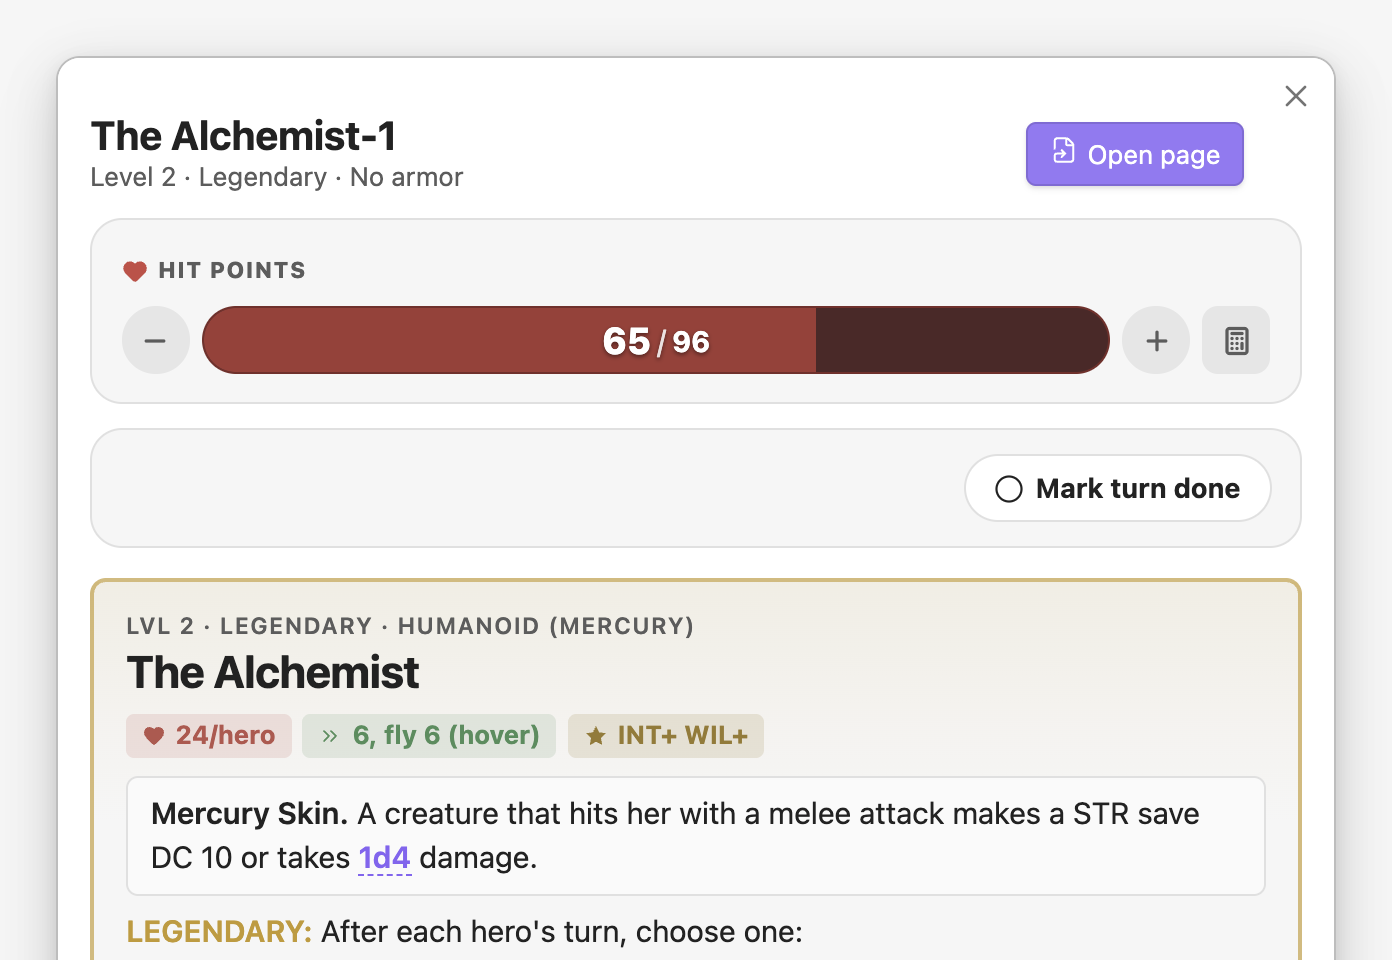 The Alchemist-1
Level 2 · Legendary · No armor
Open page
HIT POINTS
65 / 96
Mark turn done
LVL 2 · LEGENDARY · HUMANOID (MERCURY)
The Alchemist
24/hero
6, fly 6 (hover)
INT+ WIL+
Mercury Skin. A creature that hits her with a melee attack makes a STR save
DC 10 or takes 1d4 damage.
LEGENDARY: After each hero's turn, choose one: